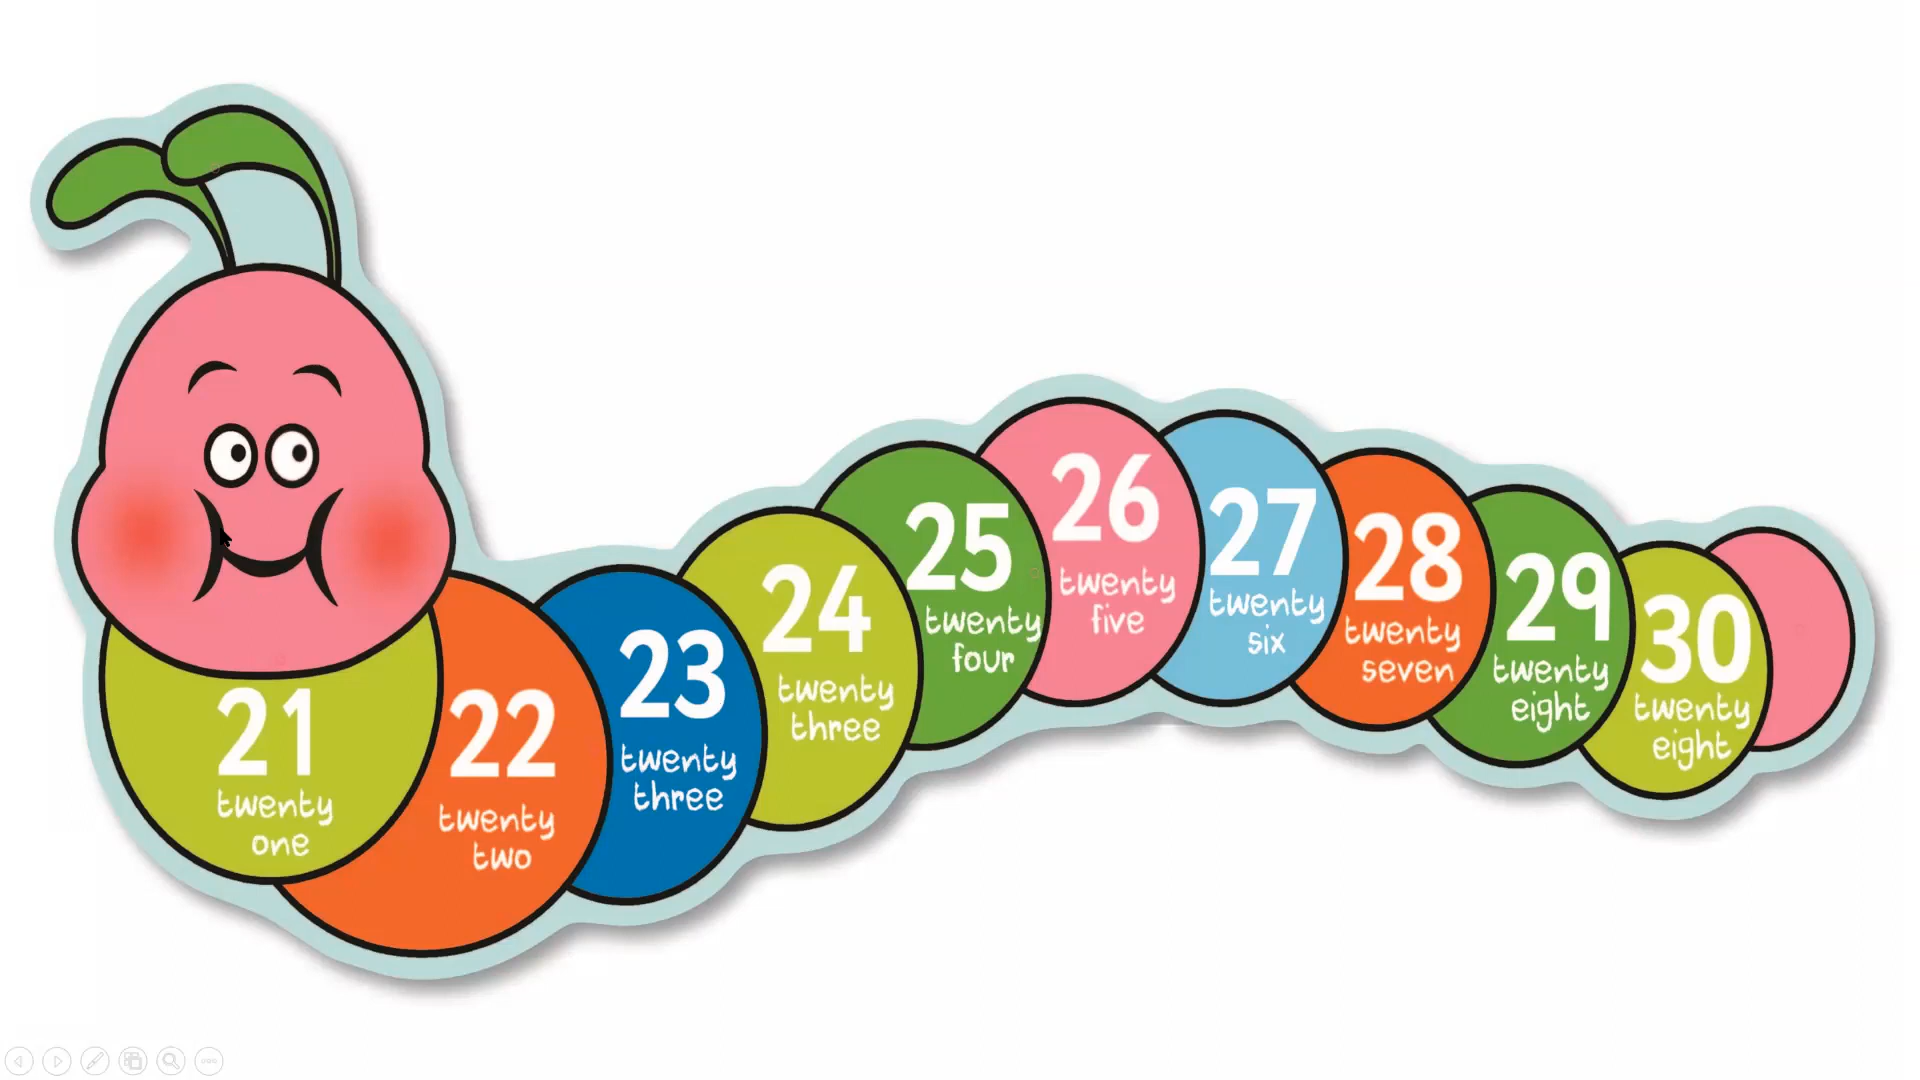 21
twenty
one
22
twenty
two
23
twenty
three
24
twenty
three
25
twenty
four
26
twenty
five
27
twenty
six
28
twenty
seven
29
twenty
eight
30
twenty
eight